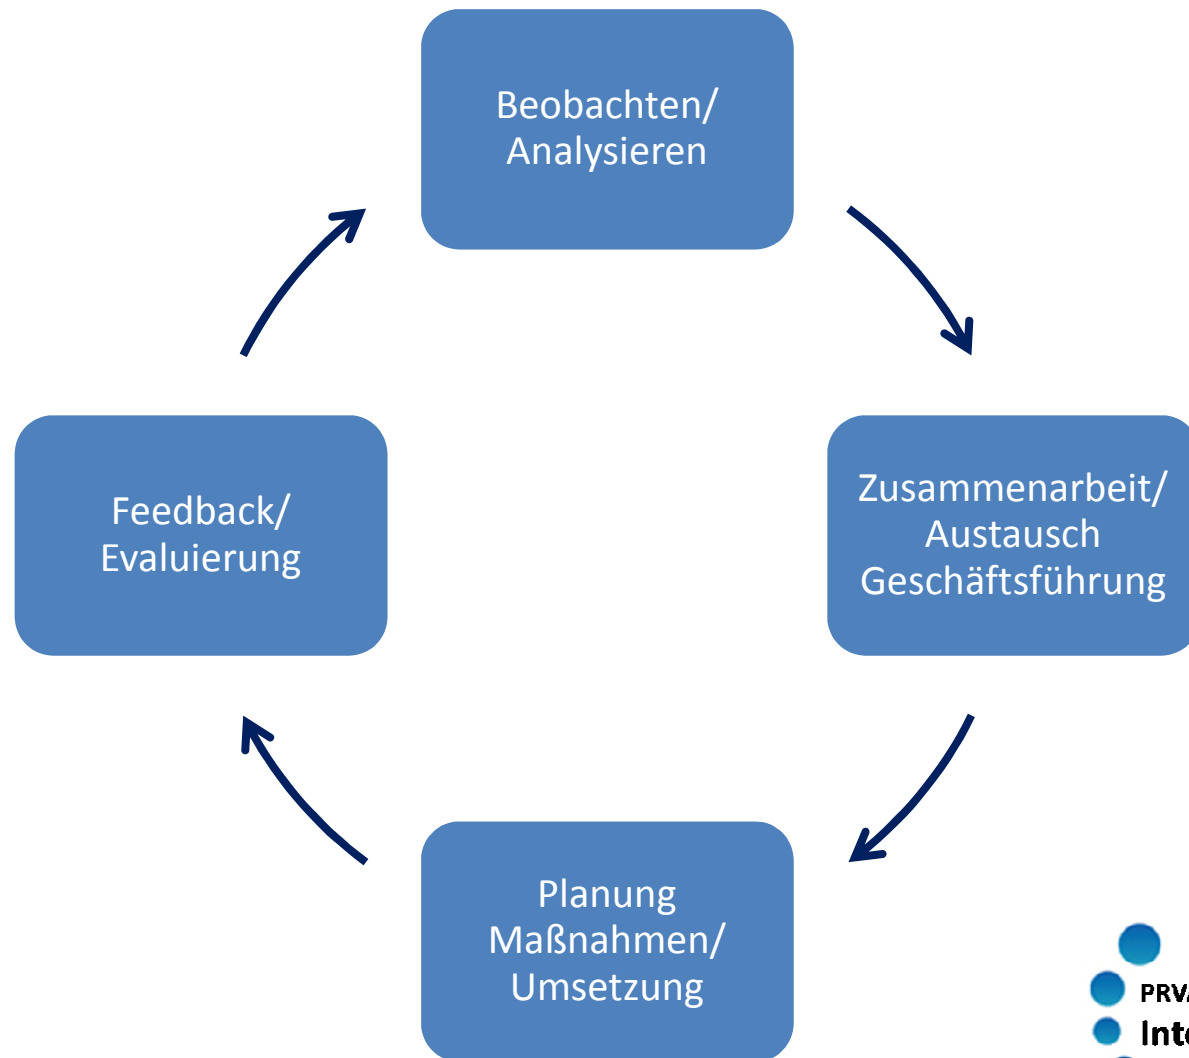 Beobachten/
Analysieren
Zusammenarbeit/
Austausch
Geschäftsführung
Feedback/
Evaluierung
Planung
Maßnahmen/
Umsetzung